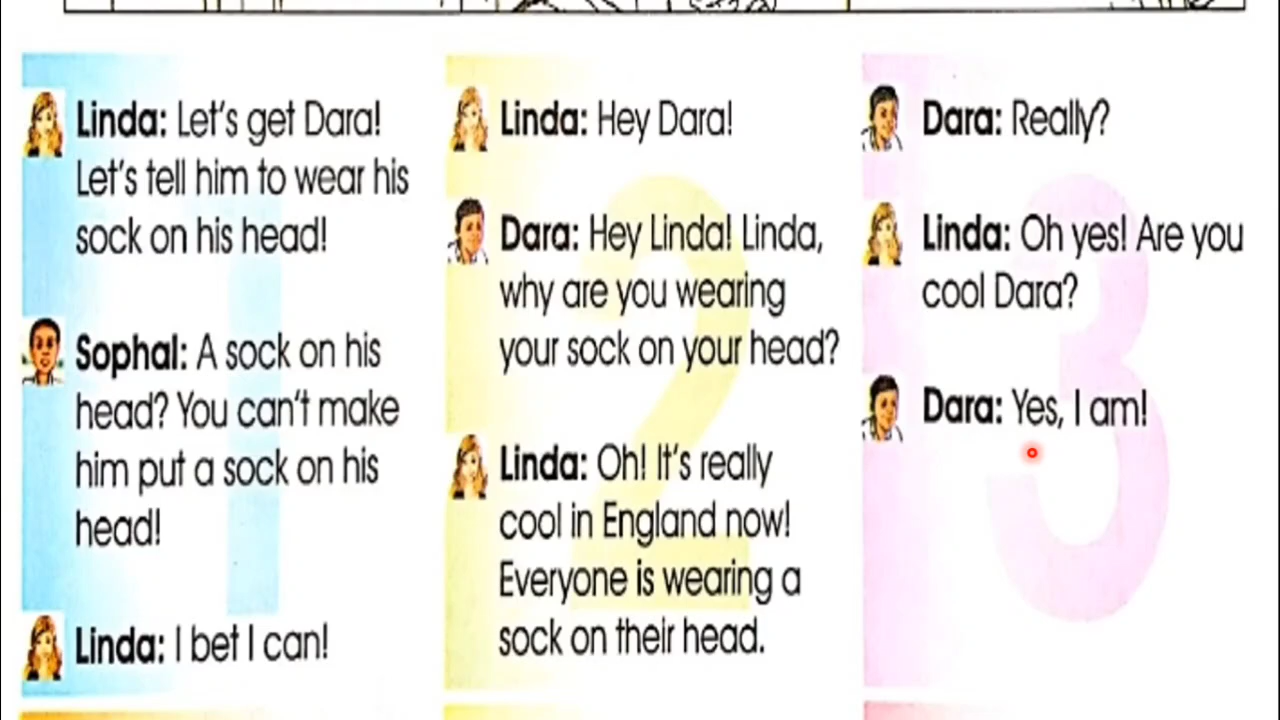 Linda: Let's get Dara!
Let's tell him to wear his
sock on his head!
Sophal: A sock on his
head? You can't make
him put a sock on his
head!
Linda: I bet I can!
Linda: Hey Dara!
Dara: Hey Linda! Linda,
why are you wearing
your sock on your head?
Linda: Oh! It's really
cool in England now!
Everyone is wearing a
sock on their head.
Dara: Really?
Linda: Oh yes! Are you
cool Dara?
Dara: Yes, I am!
1
2
3